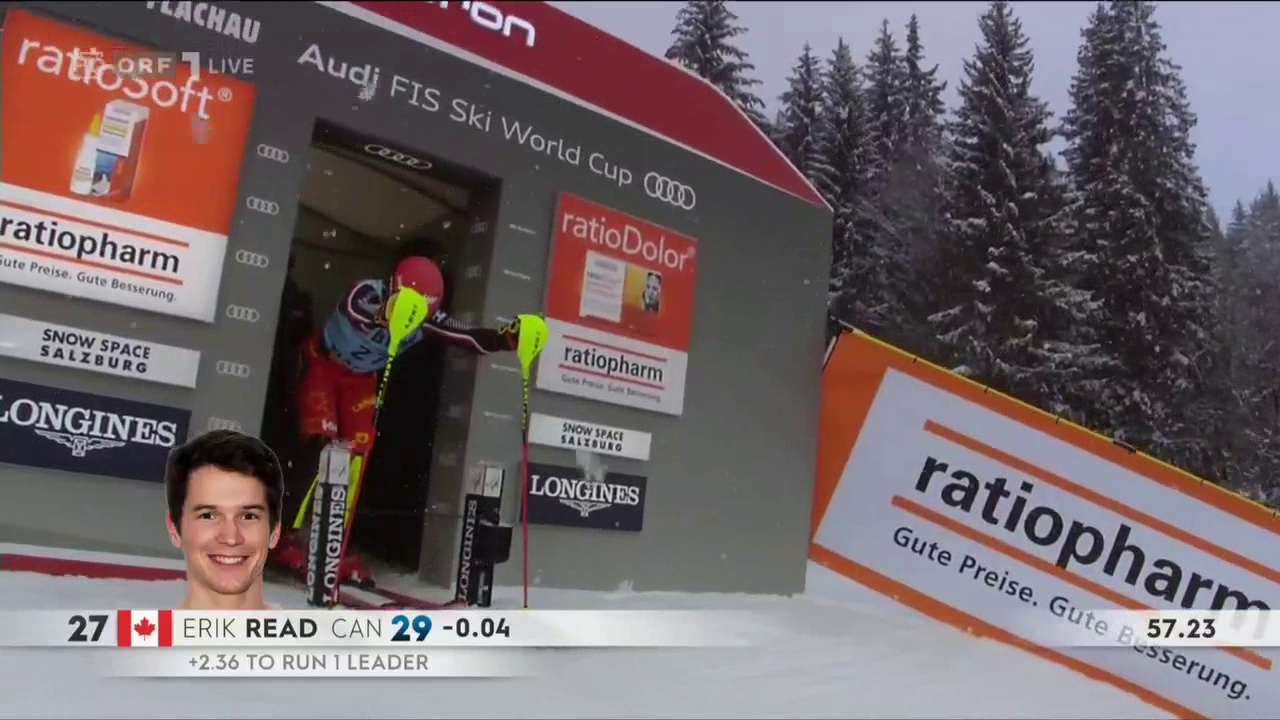 FLACHAU
ORF 1 LIVE
ratioSoft®
ratiopharm
Gute Preise. Gute Besserung.
SNOW SPACE
SALZBURG
LONGINES
Audi FIS Ski World Cup
ratioDolor®
ratiopharm
Gute Preise. Gute Besserung.
SNOW SPACE
SALZBURG
LONGINES
LONGINES
LONGINES
LONGINES
ratiopharm
Gute Preise. Gute Besserung.
27 ERIK READ CAN 29 -0.04 57.23
+2.36 TO RUN 1 LEADER